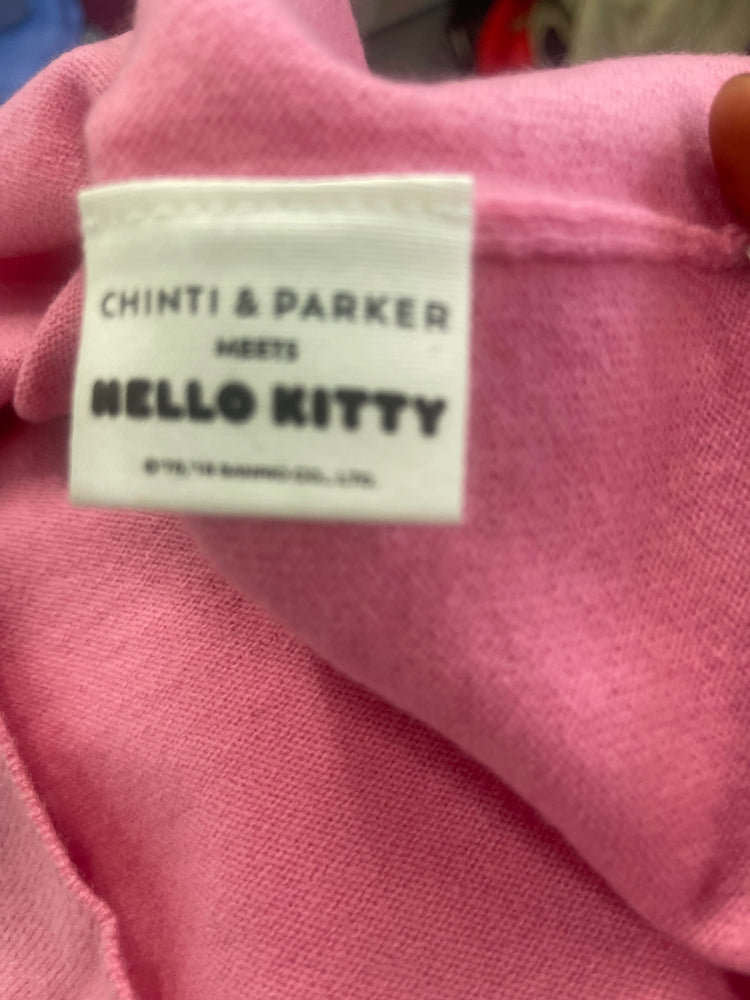 CHINTI & PARKER
MEETS
HELLO KITTY
SANRIO CO., LTD.